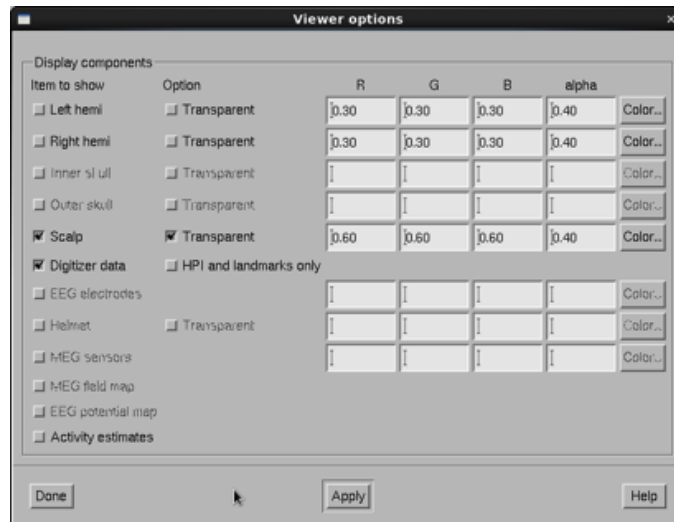 Viewer options
Display components
Item to show Option R G B alpha
Left hemi Transparent 0.30 0.30 0.30 0.40 Color..
Right hemi Transparent 0.30 0.30 0.30 0.40 Color..
Inner sl ull Transparent Color..
Outer skull Transparent Color..
Scalp Transparent 0.60 0.60 0.60 0.40 Color..
Digitizer data HPI and landmarks only
EEG electrodes Color..
Helmet Transparent Color..
MEG sensors Color..
MEG field map
EEG potential map
Activity estimates
Done Apply Help